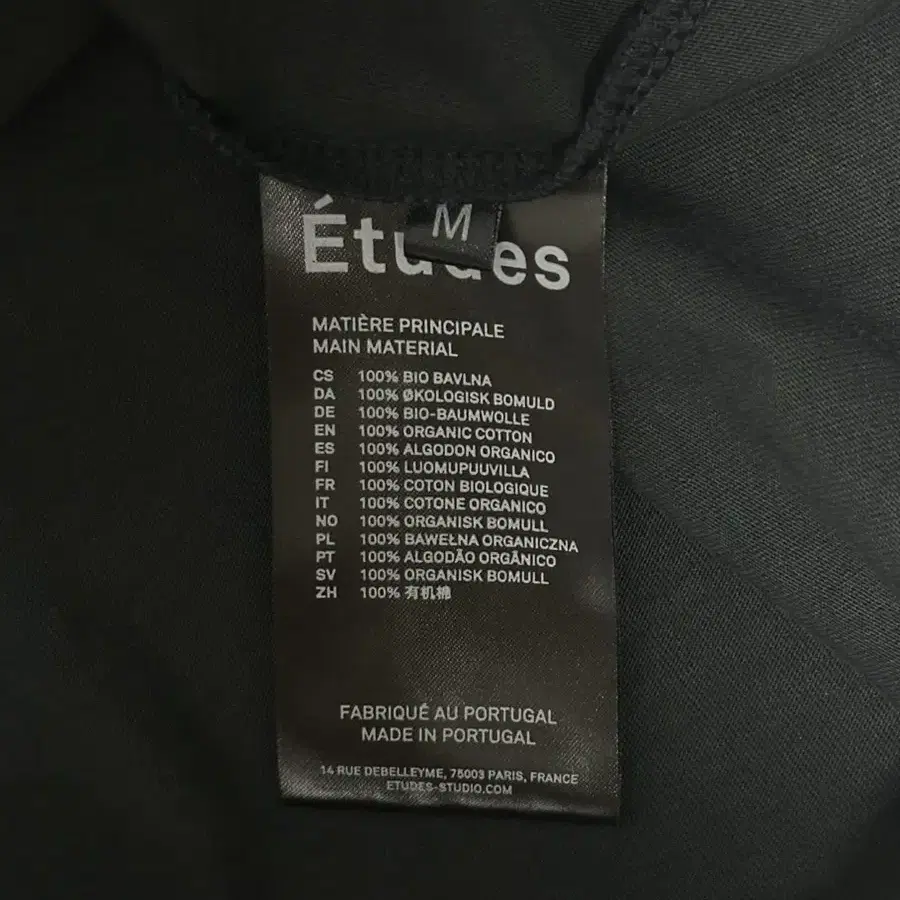 M
Études
MATIÈRE PRINCIPALE
MAIN MATERIAL
CS 100% BIO BAVLNA
DA 100% ØKOLOGISK BOMULD
DE 100% BIO-BAUMWOLLE
EN 100% ORGANIC COTTON
ES 100% ALGODON ORGANICO
FI 100% LUOMUPUUVILLA
FR 100% COTON BIOLOGIQUE
IT 100% COTONE ORGANICO
NO 100% ORGANISK BOMULL
PL 100% BAWEŁNA ORGANICZNA
PT 100% ALGODÃO ORGÂNICO
SV 100% ORGANISK BOMULL
ZH 100% 有机棉
FABRIQUÉ AU PORTUGAL
MADE IN PORTUGAL
14 RUE DEBELLEYME, 75003 PARIS, FRANCE
ETUDES-STUDIO.COM